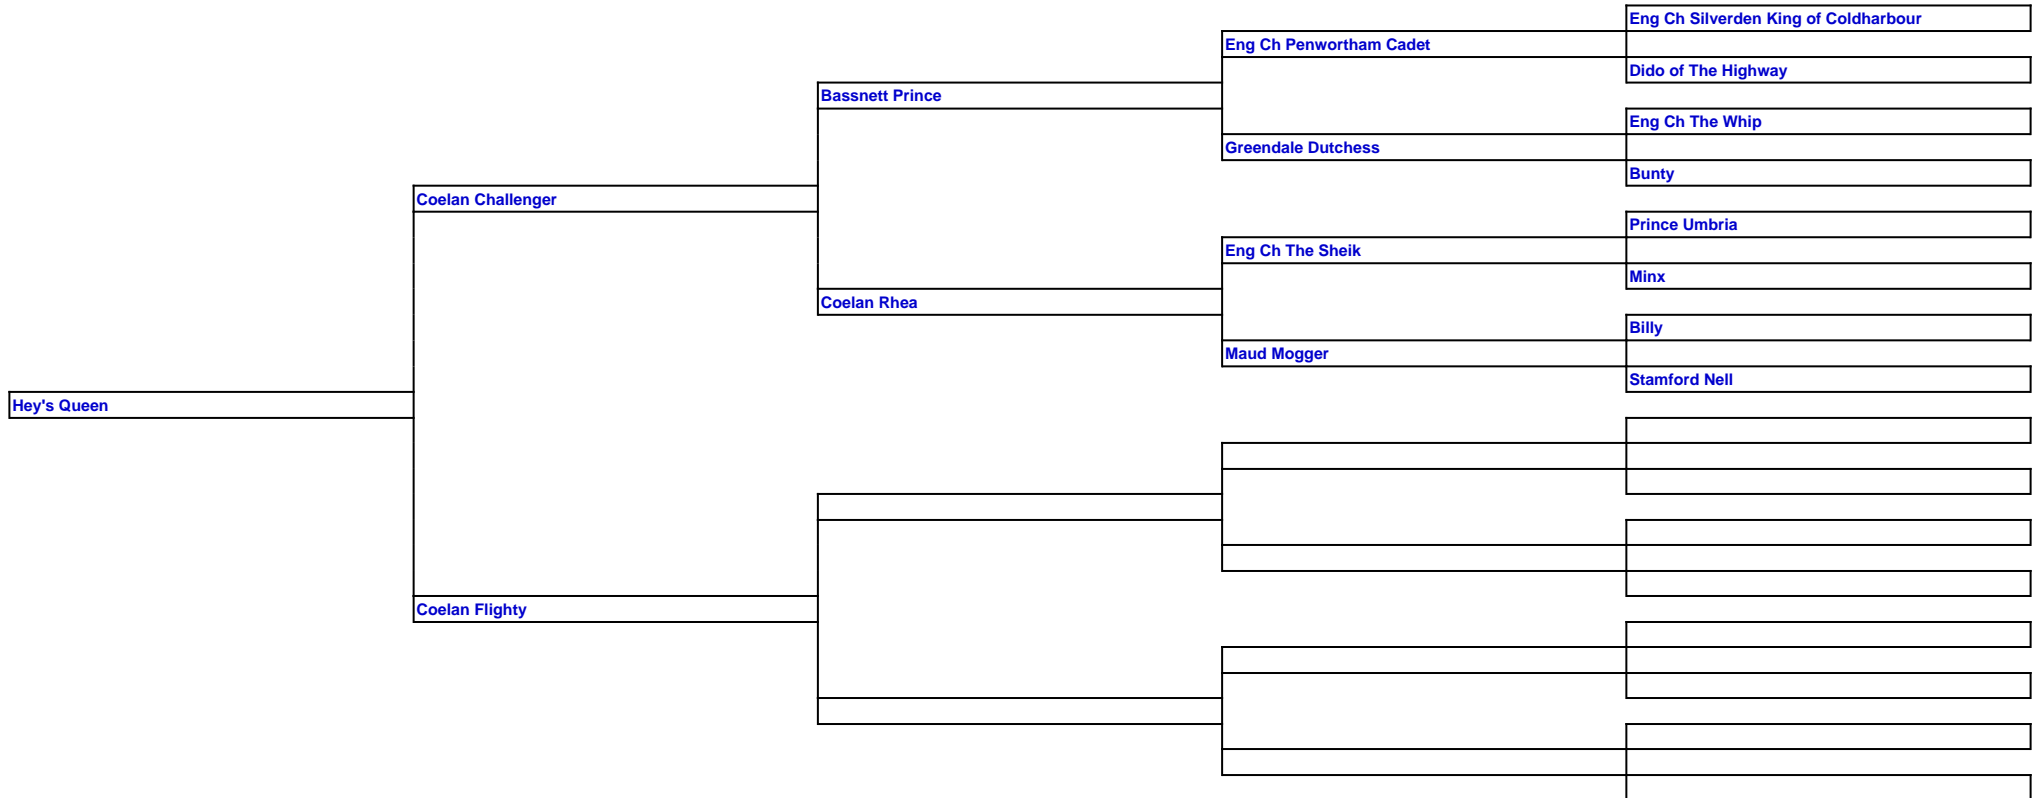 Eng Ch Silverden King of Coldharbour
Eng Ch Penwortham Cadet
Dido of The Highway
Bassnett Prince
Eng Ch The Whip
Greendale Dutchess
Bunty
Coelan Challenger
Prince Umbria
Eng Ch The Sheik
Minx
Coelan Rhea
Billy
Maud Mogger
Stamford Nell
Hey's Queen
Coelan Flighty